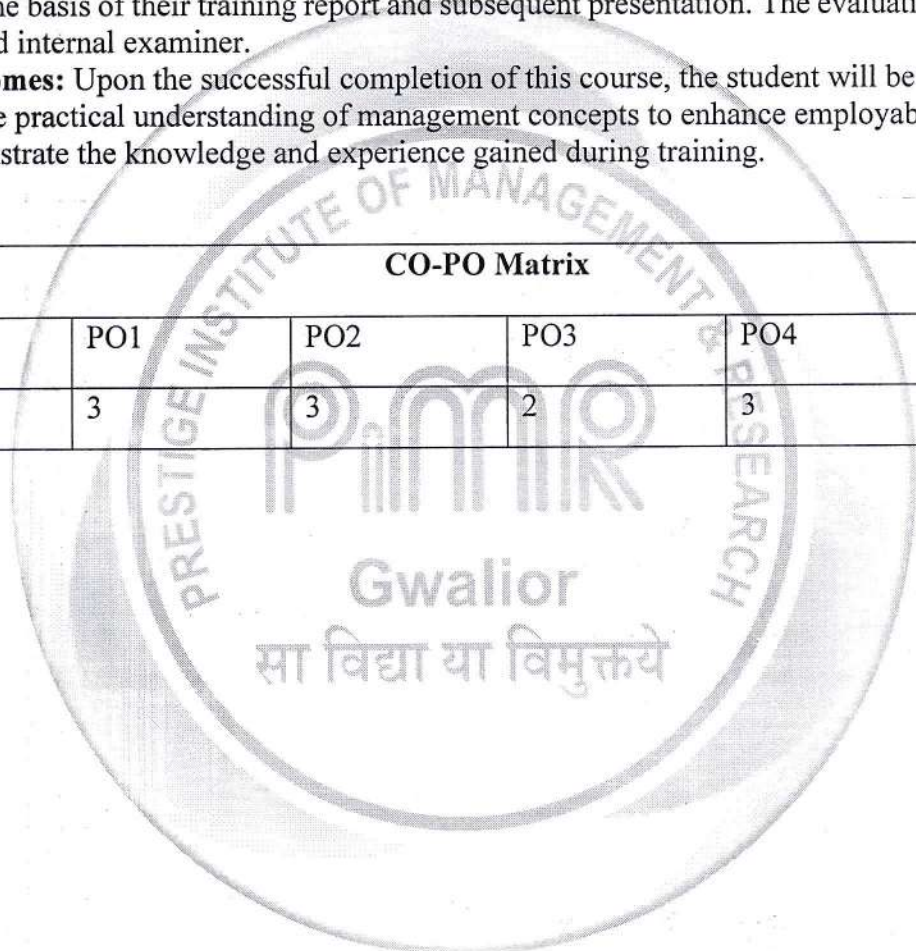 he basis of their training report and subsequent presentation. The evaluati
d internal examiner.
omes: Upon the successful completion of this course, the student will be
e practical understanding of management concepts to enhance employab
strate the knowledge and experience gained during training.
CO-PO Matrix
PO1 PO2 PO3 PO4
3 3 2 3
PRESTIGE INSTITUTE OF MANAGEMENT & RESEARCH
PiMR
Gwalior
सा विद्या या विमुक्तये